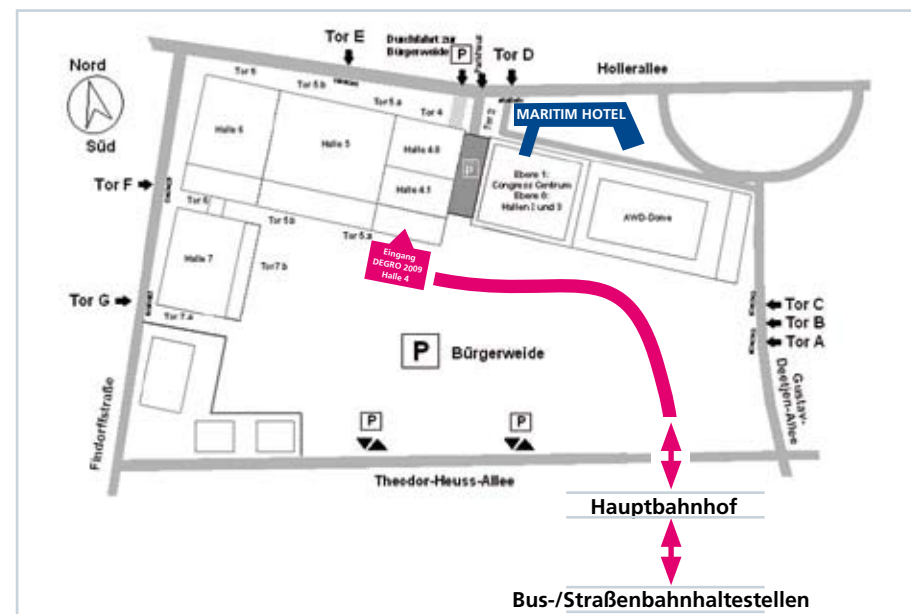 Tor E
Durchfahrt zur
Bürgerweide
P
Parkhaus
Tor D
Hollerallee
Nord
Süd
Tor 6
Tor 5.b
Tor 5.a
Tor 4
Tor 2
MARITIM HOTEL
Halle 6
Halle 5
Halle 4.0
Halle 4.1
P
Ebene 1:
Congress Centrum
Ebene 0:
Hallen 2 und 3
AWD-Dome
Tor F
Tor 6
Tor 5.b
Tor 5.a
Halle 7
Tor 7.b
Eingang
DEGRO 2009
Halle 4
Tor G
Tor 7.a
Tor C
Tor B
Tor A
P
Bürgerweide
Findorffstraße
Gustav-
Deetjen-Allee
P
P
Theodor-Heuss-Allee
Hauptbahnhof
Bus-/Straßenbahnhaltestellen